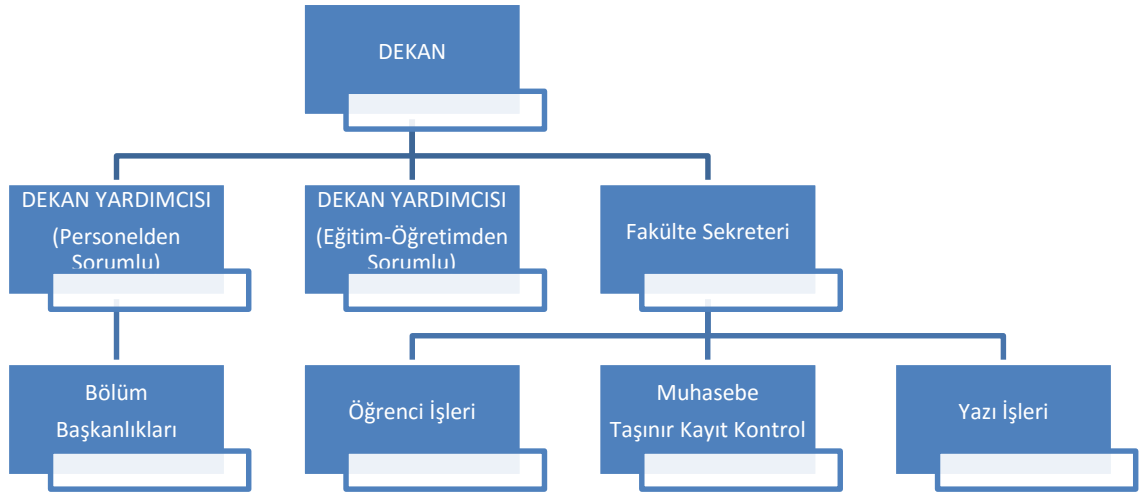 DEKAN
DEKAN YARDIMCISI
(Personelden
Sorumlu)
DEKAN YARDIMCISI
(Eğitim-Öğretimden
Sorumlu)
Fakülte Sekreteri
Bölüm
Başkanlıkları
Öğrenci İşleri
Muhasebe
Taşınır Kayıt Kontrol
Yazı İşleri